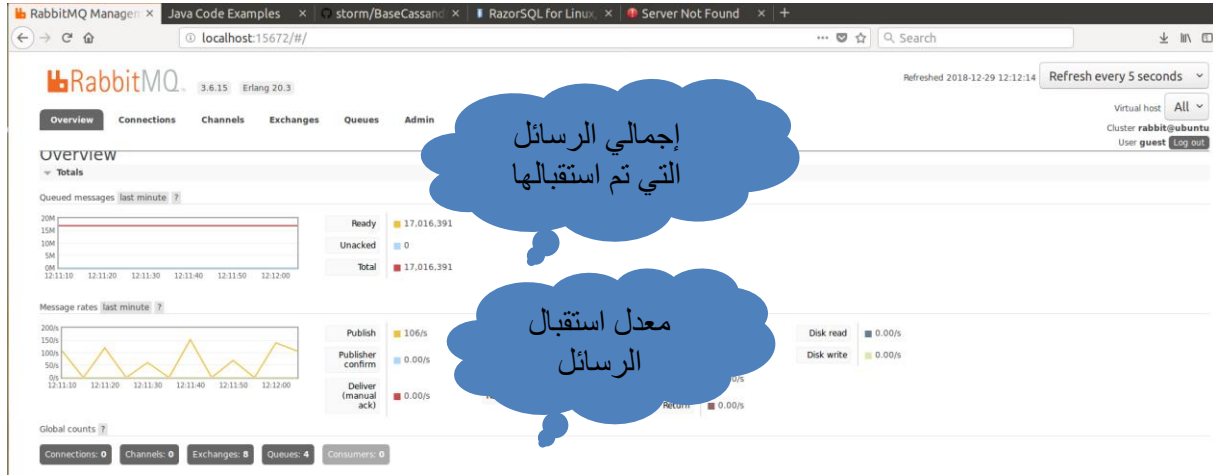 RabbitMQ Managem
Java Code Examples
storm/BaseCassand
RazorSQL for Linux,
Server Not Found
localhost:15672/#/
Search
RabbitMQ 3.6.15 Erlang 20.3
Refreshed 2018-12-29 12:12:14 Refresh every 5 seconds
Virtual host All
Cluster rabbit@ubuntu
User guest Log out
Overview Connections Channels Exchanges Queues Admin
إجمالي الرسائل
التي تم استقبالها
Overview
Totals
Queued messages last minute ?
20M
15M
10M
5M
0M
12:11:10 12:11:20 12:11:30 12:11:40 12:11:50 12:12:00
Ready 17,016,391
Unacked 0
Total 17,016,391
Message rates last minute ?
200/s
150/s
100/s
50/s
0/s
12:11:10 12:11:20 12:11:30 12:11:40 12:11:50 12:12:00
Publish 106/s
Publisher
confirm 0.00/s
Deliver
(manual
ack) 0.00/s
معدل استقبال
الرسائل
Return 0.00/s
Disk read 0.00/s
Disk write 0.00/s
Global counts ?
Connections: 0 Channels: 0 Exchanges: 8 Queues: 4 Consumers: 0